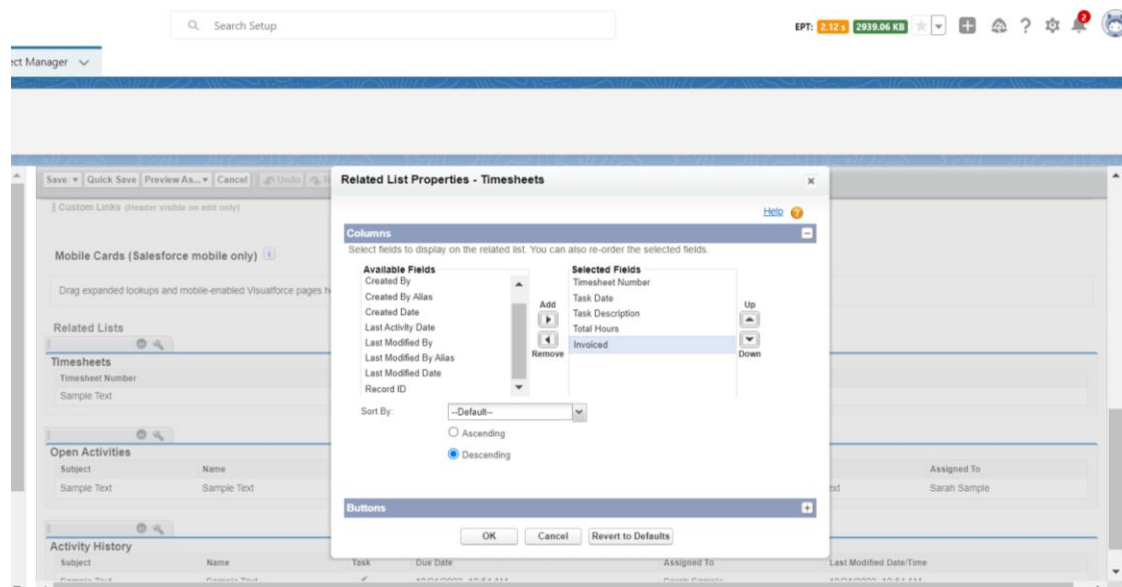 Search Setup
EPT: 2.12 s 2939.06 KB
2
ect Manager
Save Quick Save Preview As... Cancel Undo
Custom Links (Header visible on edit only)
Mobile Cards (Salesforce mobile only) i
Drag expanded lookups and mobile-enabled Visualforce pages
Related Lists
Timesheets
Timesheet Number
Sample Text
Open Activities
Subject Name Assigned To
Sample Text Sample Text Sarah Sample
Activity History
Subject Name Task Due Date Assigned To Last Modified Date/Time
Related List Properties - Timesheets
Help ?
Columns
Select fields to display on the related list. You can also re-order the selected fields.
Available Fields
Created By
Created By Alias
Created Date
Last Activity Date
Last Modified By
Last Modified By Alias
Last Modified Date
Record ID
Add
Remove
Selected Fields
Timesheet Number
Task Date
Task Description
Total Hours
Invoiced
Up
Down
Sort By: --Default--
Ascending
Descending
Buttons
OK Cancel Revert to Defaults